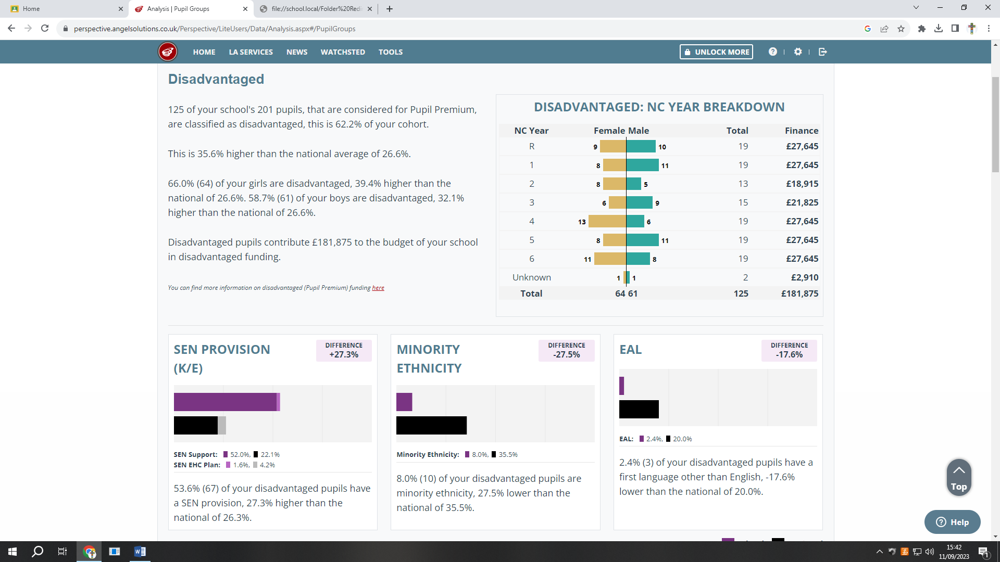 Home
Analysis | Pupil Groups
file://school.local/Folder%20Redi
perspective.angelsolutions.co.uk/Perspective/LiteUsers/Data/Analysis.aspx#/PupilGroups
HOME LA SERVICES NEWS WATCHSTED TOOLS UNLOCK MORE
Disadvantaged
125 of your school's 201 pupils, that are considered for Pupil Premium,
are classified as disadvantaged, this is 62.2% of your cohort.
This is 35.6% higher than the national average of 26.6%.
66.0% (64) of your girls are disadvantaged, 39.4% higher than the
national of 26.6%. 58.7% (61) of your boys are disadvantaged, 32.1%
higher than the national of 26.6%.
Disadvantaged pupils contribute £181,875 to the budget of your school
in disadvantaged funding.
You can find more information on disadvantaged (Pupil Premium) funding here
DISADVANTAGED: NC YEAR BREAKDOWN
NC Year Female Male Total Finance
R 9 10 19 £27,645
1 8 11 19 £27,645
2 8 5 13 £18,915
3 6 9 15 £21,825
4 13 6 19 £27,645
5 8 11 19 £27,645
6 11 8 19 £27,645
Unknown 1 1 2 £2,910
Total 64 61 125 £181,875
SEN PROVISION
(K/E)
DIFFERENCE
+27.3%
SEN Support: 52.0%, 22.1%
SEN EHC Plan: 1.6%, 4.2%
53.6% (67) of your disadvantaged pupils have
a SEN provision, 27.3% higher than the
national of 26.3%.
MINORITY
ETHNICITY
DIFFERENCE
-27.5%
Minority Ethnicity: 8.0%, 35.5%
8.0% (10) of your disadvantaged pupils are
minority ethnicity, 27.5% lower than the
national of 35.5%.
EAL
DIFFERENCE
-17.6%
EAL: 2.4%, 20.0%
2.4% (3) of your disadvantaged pupils have a
first language other than English, -17.6%
lower than the national of 20.0%.
Top
Help
15:42
11/09/2023
1